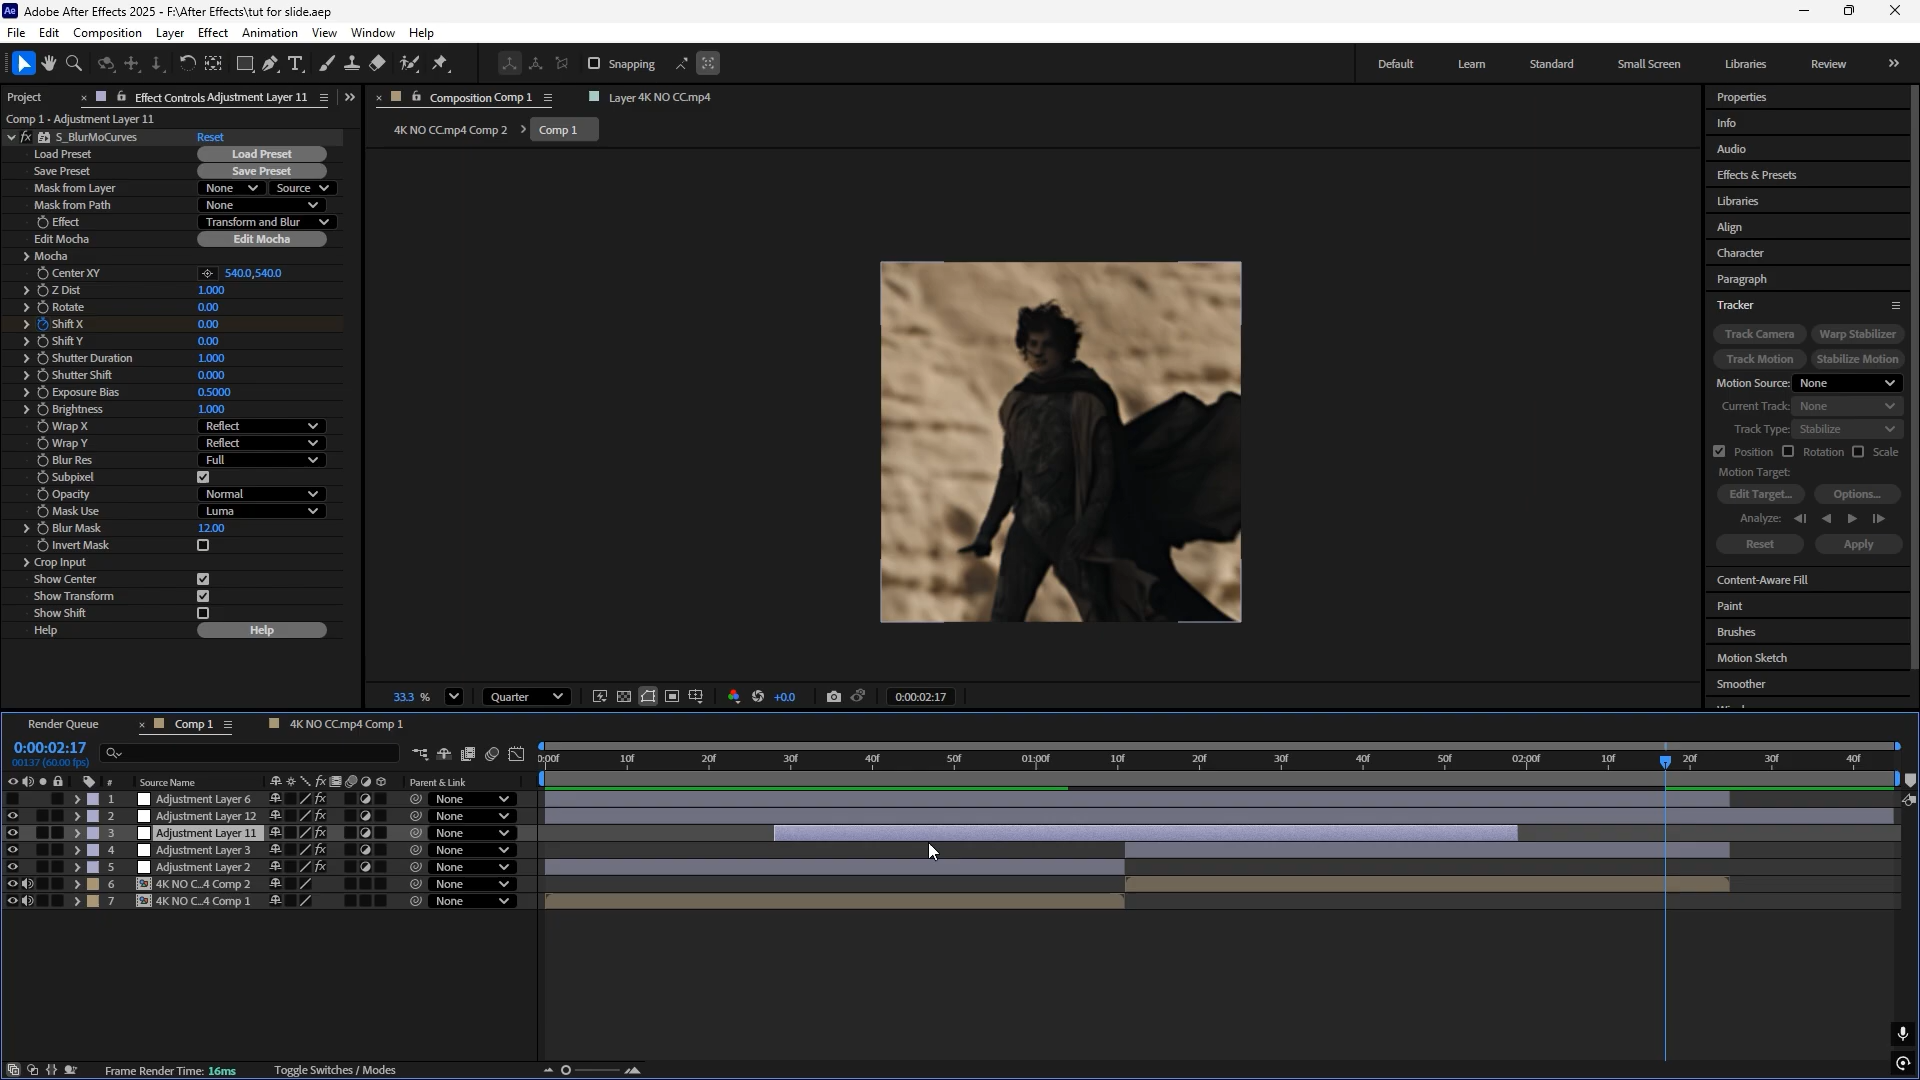 Adobe After Effects 2025 - F:\After Effects\tut for slide.aep
File Edit Composition Layer Effect Animation View Window Help
Snapping
Default Learn Standard Small Screen Libraries Review
Project Effect Controls Adjustment Layer 11
Composition Comp 1 Layer 4K NO CC.mp4
Comp 1 - Adjustment Layer 11
4K NO CC.mp4 Comp 2 Comp 1
fx S_BlurMoCurves Reset
Load Preset Load Preset
Save Preset Save Preset
Mask from Layer None Source
Mask from Path None
Effect Transform and Blur
Edit Mocha Edit Mocha
Mocha
Center XY 540.0,540.0
Z Dist 1.000
Rotate 0.00
Shift X 0.00
Shift Y 0.00
Shutter Duration 1.000
Shutter Shift 0.000
Exposure Bias 0.5000
Brightness 1.000
Wrap X Reflect
Wrap Y Reflect
Blur Res Full
Subpixel
Opacity Normal
Mask Use Luma
Blur Mask 12.00
Invert Mask
Crop Input
Show Center
Show Transform
Show Shift
Help Help
33.3 % Quarter +0.0 0:00:02:17
Properties
Info
Audio
Effects & Presets
Libraries
Align
Character
Paragraph
Tracker
Track Camera Warp Stabilizer
Track Motion Stabilize Motion
Motion Source: None
Current Track: None
Track Type: Stabilize
Position Rotation Scale
Motion Target:
Edit Target... Options...
Analyze:
Reset Apply
Content-Aware Fill
Paint
Brushes
Motion Sketch
Smoother
Render Queue Comp 1 4K NO CC.mp4 Comp 1
0:00:02:17
00137 (60.00 fps)
:00f 10f 20f 30f 40f 50f 01:00f 10f 20f 30f 40f 50f 02:00f 10f 20f 30f 40f
# Source Name fx Parent & Link
1 Adjustment Layer 6 fx None
2 Adjustment Layer 12 fx None
3 Adjustment Layer 11 fx None
4 Adjustment Layer 3 fx None
5 Adjustment Layer 2 fx None
6 4K NO C...4 Comp 2 None
7 4K NO C...4 Comp 1 None
Frame Render Time: 16ms Toggle Switches / Modes